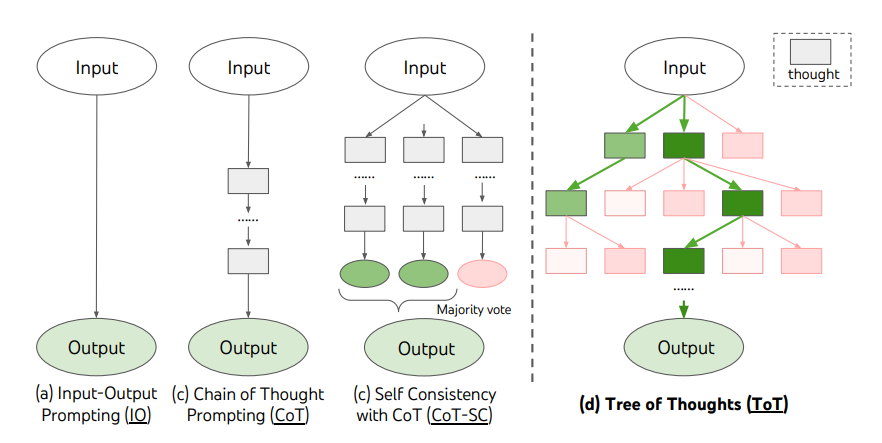 Input
Input
Input
Input
thought
......
......
......
......
......
Majority vote
Output
Output
Output
Output
(a) Input-Output
Prompting (IO)
(c) Chain of Thought
Prompting (CoT)
(c) Self Consistency
with CoT (CoT-SC)
(d) Tree of Thoughts (ToT)